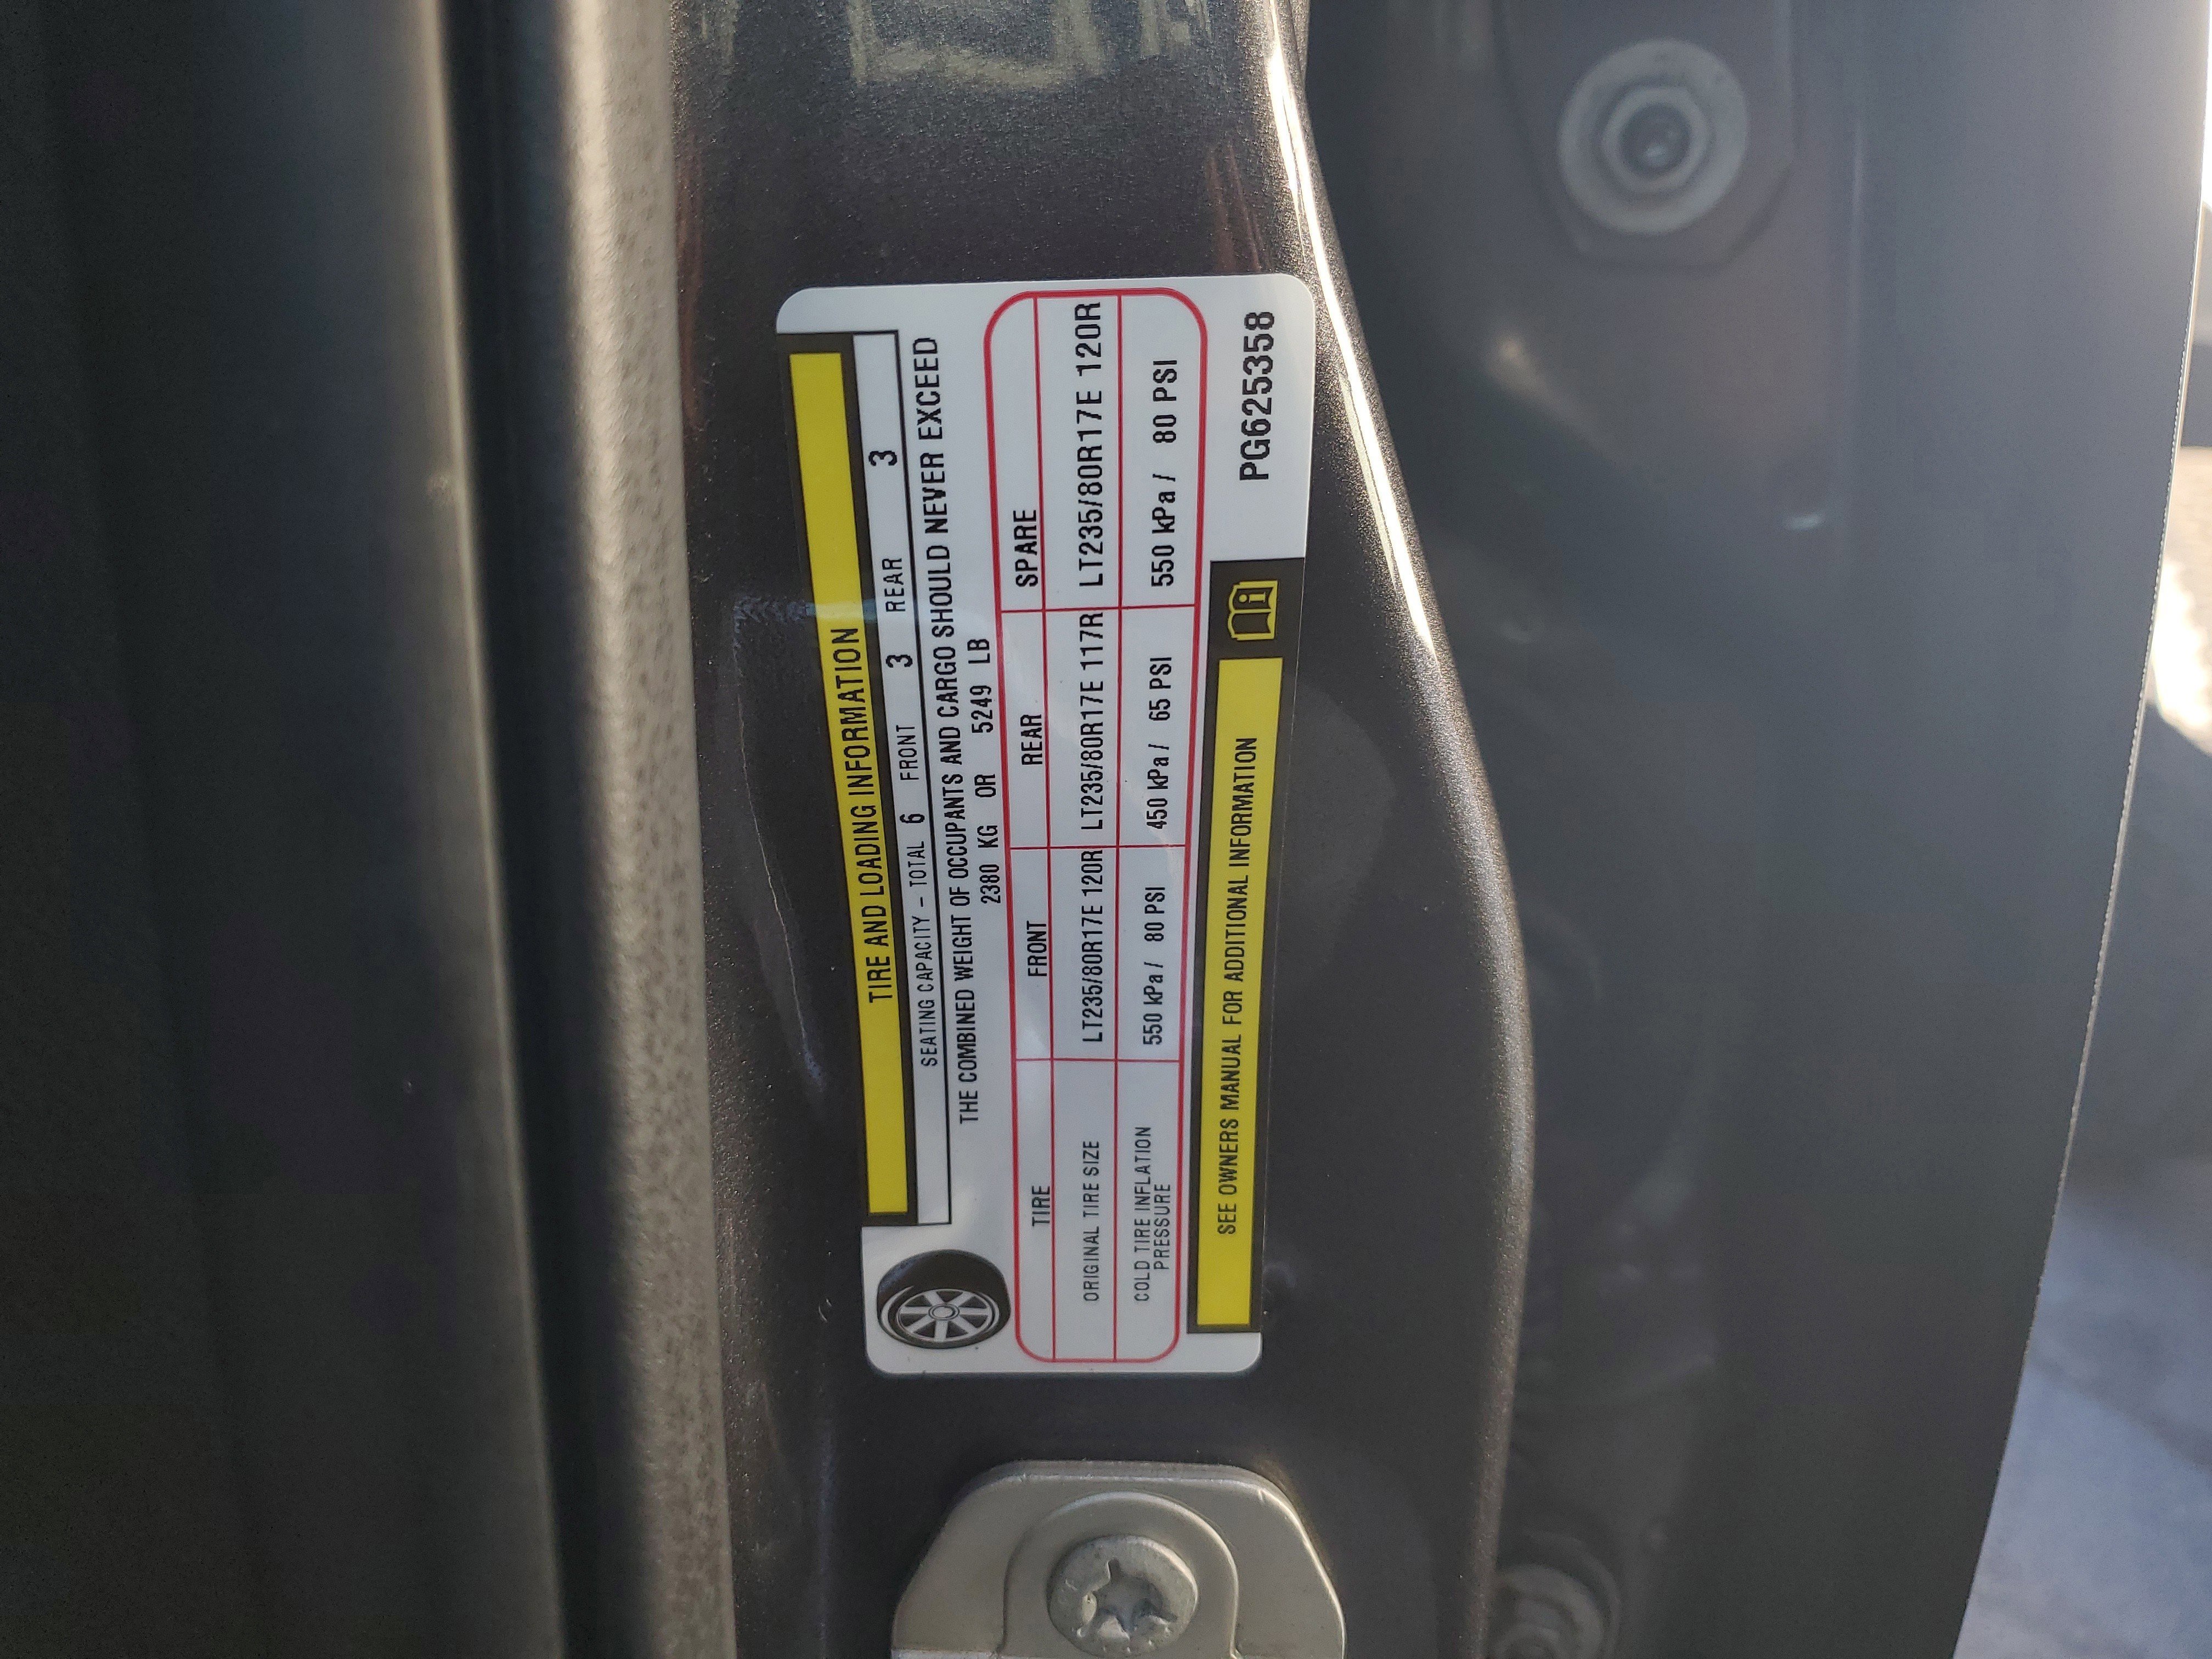 TIRE AND LOADING INFORMATION
SEATING CAPACITY - TOTAL 6 FRONT 3 REAR 3
THE COMBINED WEIGHT OF OCCUPANTS AND CARGO SHOULD NEVER EXCEED
2380 KG OR 5249 LB
TIRE FRONT REAR SPARE
ORIGINAL TIRE SIZE LT235/80R17E 120R LT235/80R17E 117R LT235/80R17E 120R
COLD TIRE INFLATION PRESSURE 550 kPa / 80 PSI 450 kPa / 65 PSI 550 kPa / 80 PSI
SEE OWNERS MANUAL FOR ADDITIONAL INFORMATION
PG625358